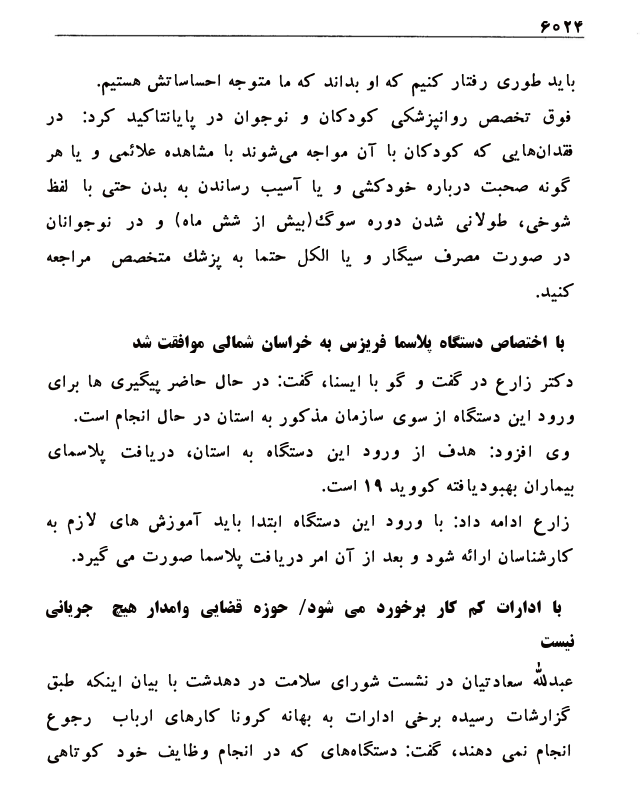 ۶۰۲۴
باید طوری رفتار کنیم که او بداند که ما متوجه احساساتش هستیم.
فوق تخصص روانپزشکی کودکان و نوجوان در پایانتاکید کرد: در
فقدان‌هایی که کودکان با آن مواجه می‌شوند با مشاهده علائمی و یا هر
گونه صحبت درباره خودکشی و یا آسیب رساندن به بدن حتی با لفظ
شوخی، طولانی شدن دوره سوگ(بیش از شش ماه) و در نوجوانان
در صورت مصرف سیگار و یا الکل حتما به پزشک متخصص مراجعه
کنید.
با اختصاص دستگاه پلاسما فریزس به خراسان شمالی موافقت شد
دکتر زارع در گفت و گو با ایسنا، گفت: در حال حاضر پیگیری ها برای
ورود این دستگاه از سوی سازمان مذکور به استان در حال انجام است.
وی افزود: هدف از ورود این دستگاه به استان، دریافت پلاسمای
بیماران بهبودیافته کووید ۱۹ است.
زارع ادامه داد: با ورود این دستگاه ابتدا باید آموزش های لازم به
کارشناسان ارائه شود و بعد از آن امر دریافت پلاسما صورت می گیرد.
با ادارات کم کار برخورد می شود/ حوزه قضایی وامدار هیچ جریانی
نیست
عبدالله سعادتیان در نشست شورای سلامت در دهدشت با بیان اینکه طبق
گزارشات رسیده برخی ادارات به بهانه کرونا کارهای ارباب رجوع
انجام نمی دهند، گفت: دستگاه‌های که در انجام وظایف خود کوتاهی